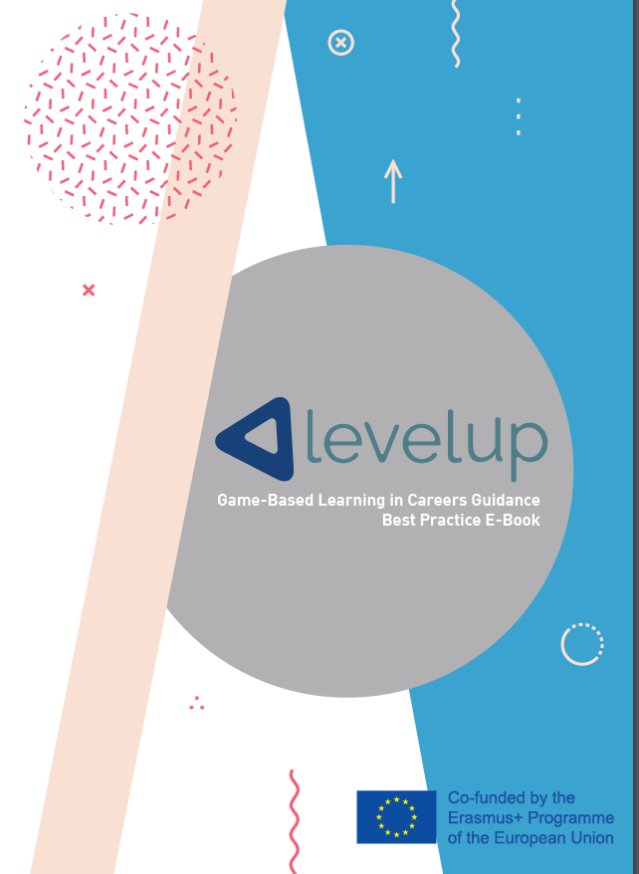 levelup
Game-Based Learning in Careers Guidance
Best Practice E-Book
Co-funded by the
Erasmus+ Programme
of the European Union